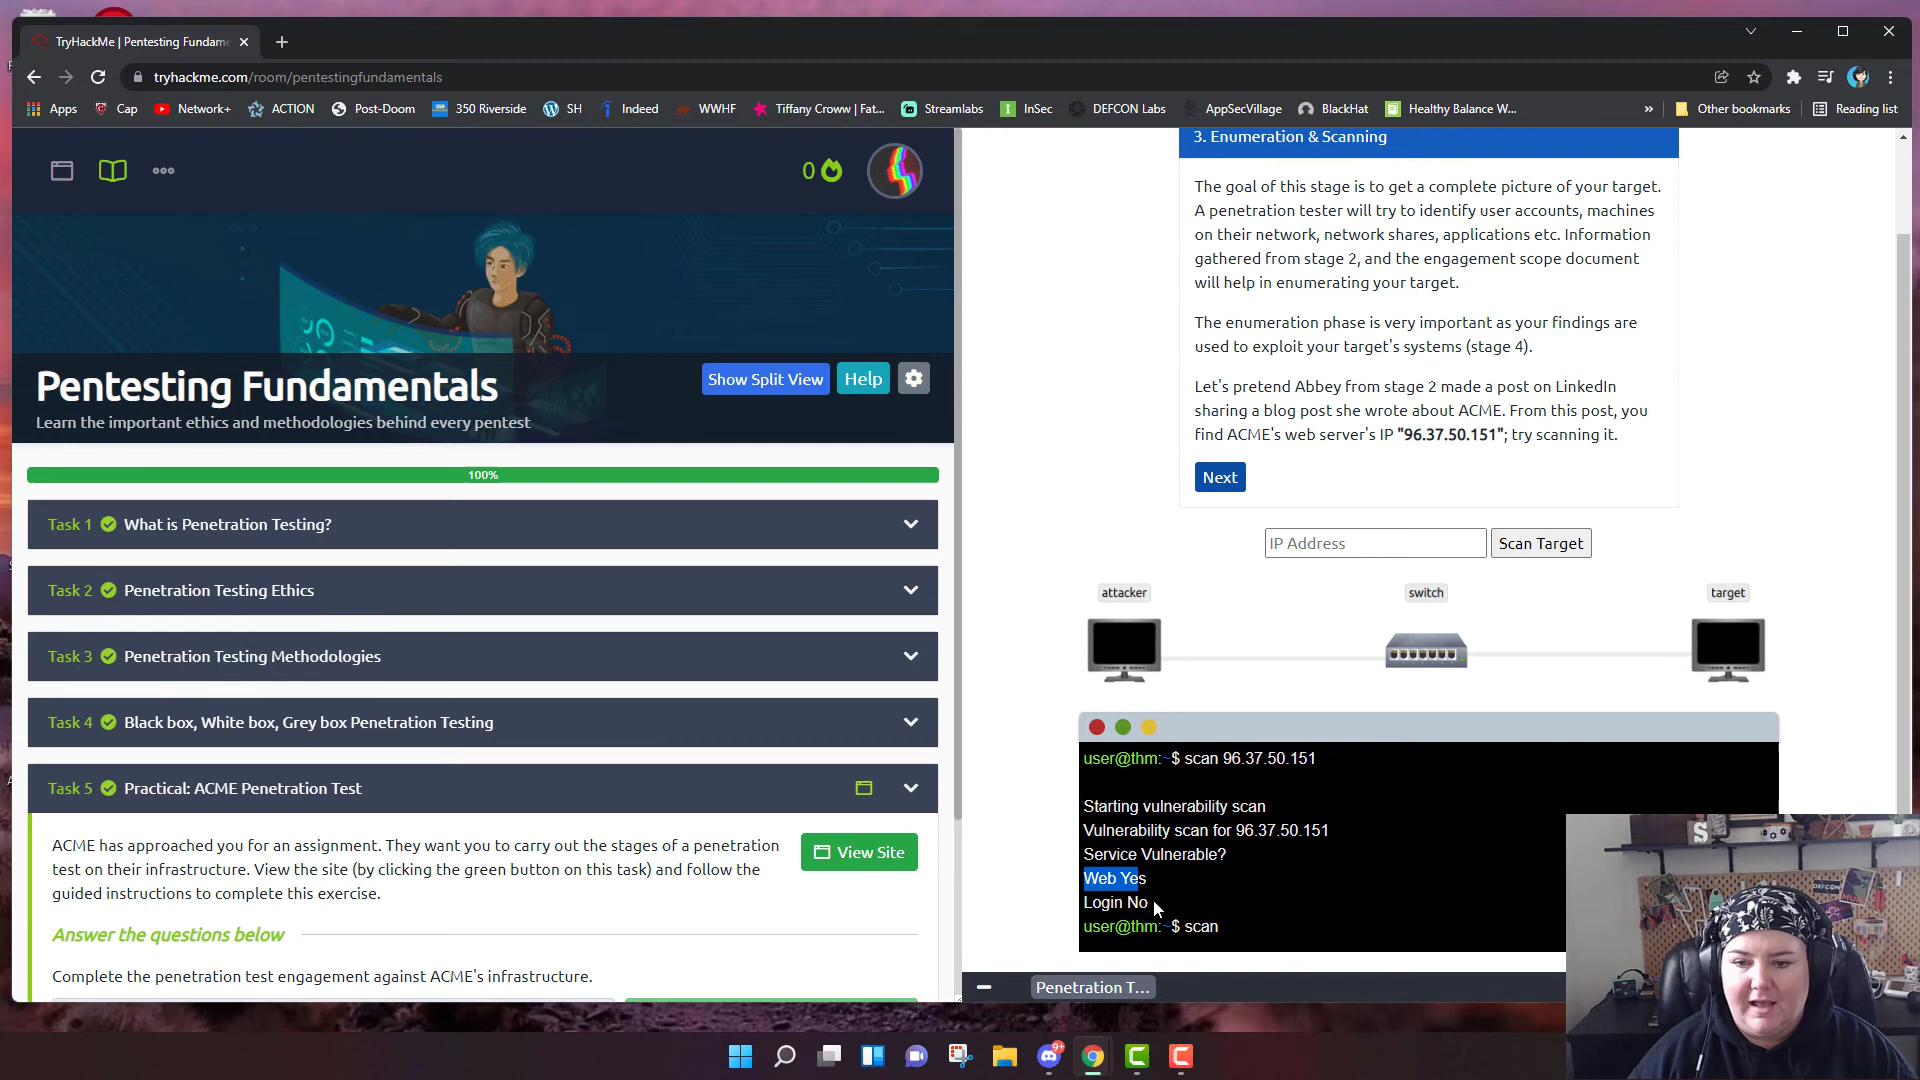 TryHackMe | Pentesting Fundam
tryhackme.com/room/pentestingfundamentals
Apps
Cap
Network+
ACTION
Post-Doom
350 Riverside
SH
Indeed
WWHF
Tiffany Croww | Fat...
Streamlabs
InSec
DEFCON Labs
AppSecVillage
BlackHat
Healthy Balance W...
»
Other bookmarks
Reading list
0
Pentesting Fundamentals
Learn the important ethics and methodologies behind every pentest
Show Split View
Help
100%
Task 1 What is Penetration Testing?
Task 2 Penetration Testing Ethics
Task 3 Penetration Testing Methodologies
Task 4 Black box, White box, Grey box Penetration Testing
Task 5 Practical: ACME Penetration Test
ACME has approached you for an assignment. They want you to carry out the stages of a penetration
test on their infrastructure. View the site (by clicking the green button on this task) and follow the
guided instructions to complete this exercise.
View Site
Answer the questions below
Complete the penetration test engagement against ACME's infrastructure.
3. Enumeration & Scanning
The goal of this stage is to get a complete picture of your target.
A penetration tester will try to identify user accounts, machines
on their network, network shares, applications etc. Information
gathered from stage 2, and the engagement scope document
will help in enumerating your target.
The enumeration phase is very important as your findings are
used to exploit your target's systems (stage 4).
Let's pretend Abbey from stage 2 made a post on LinkedIn
sharing a blog post she wrote about ACME. From this post, you
find ACME's web server's IP "96.37.50.151"; try scanning it.
Next
IP Address
Scan Target
attacker
switch
target
user@thm:~$ scan 96.37.50.151
Starting vulnerability scan
Vulnerability scan for 96.37.50.151
Service Vulnerable?
Web Yes
Login No
user@thm:~$ scan
Penetration T...
S
9+